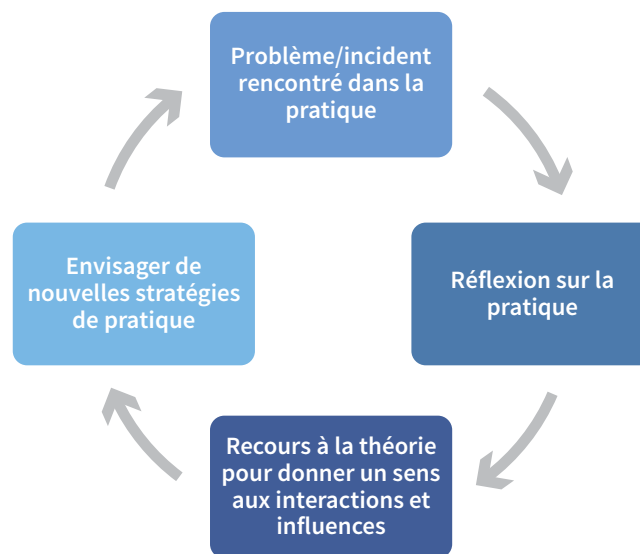 Problème/incident
rencontré dans la
pratique
Réflexion sur la
pratique
Recours à la théorie
pour donner un sens
aux interactions et
influences
Envisager de
nouvelles stratégies
de pratique